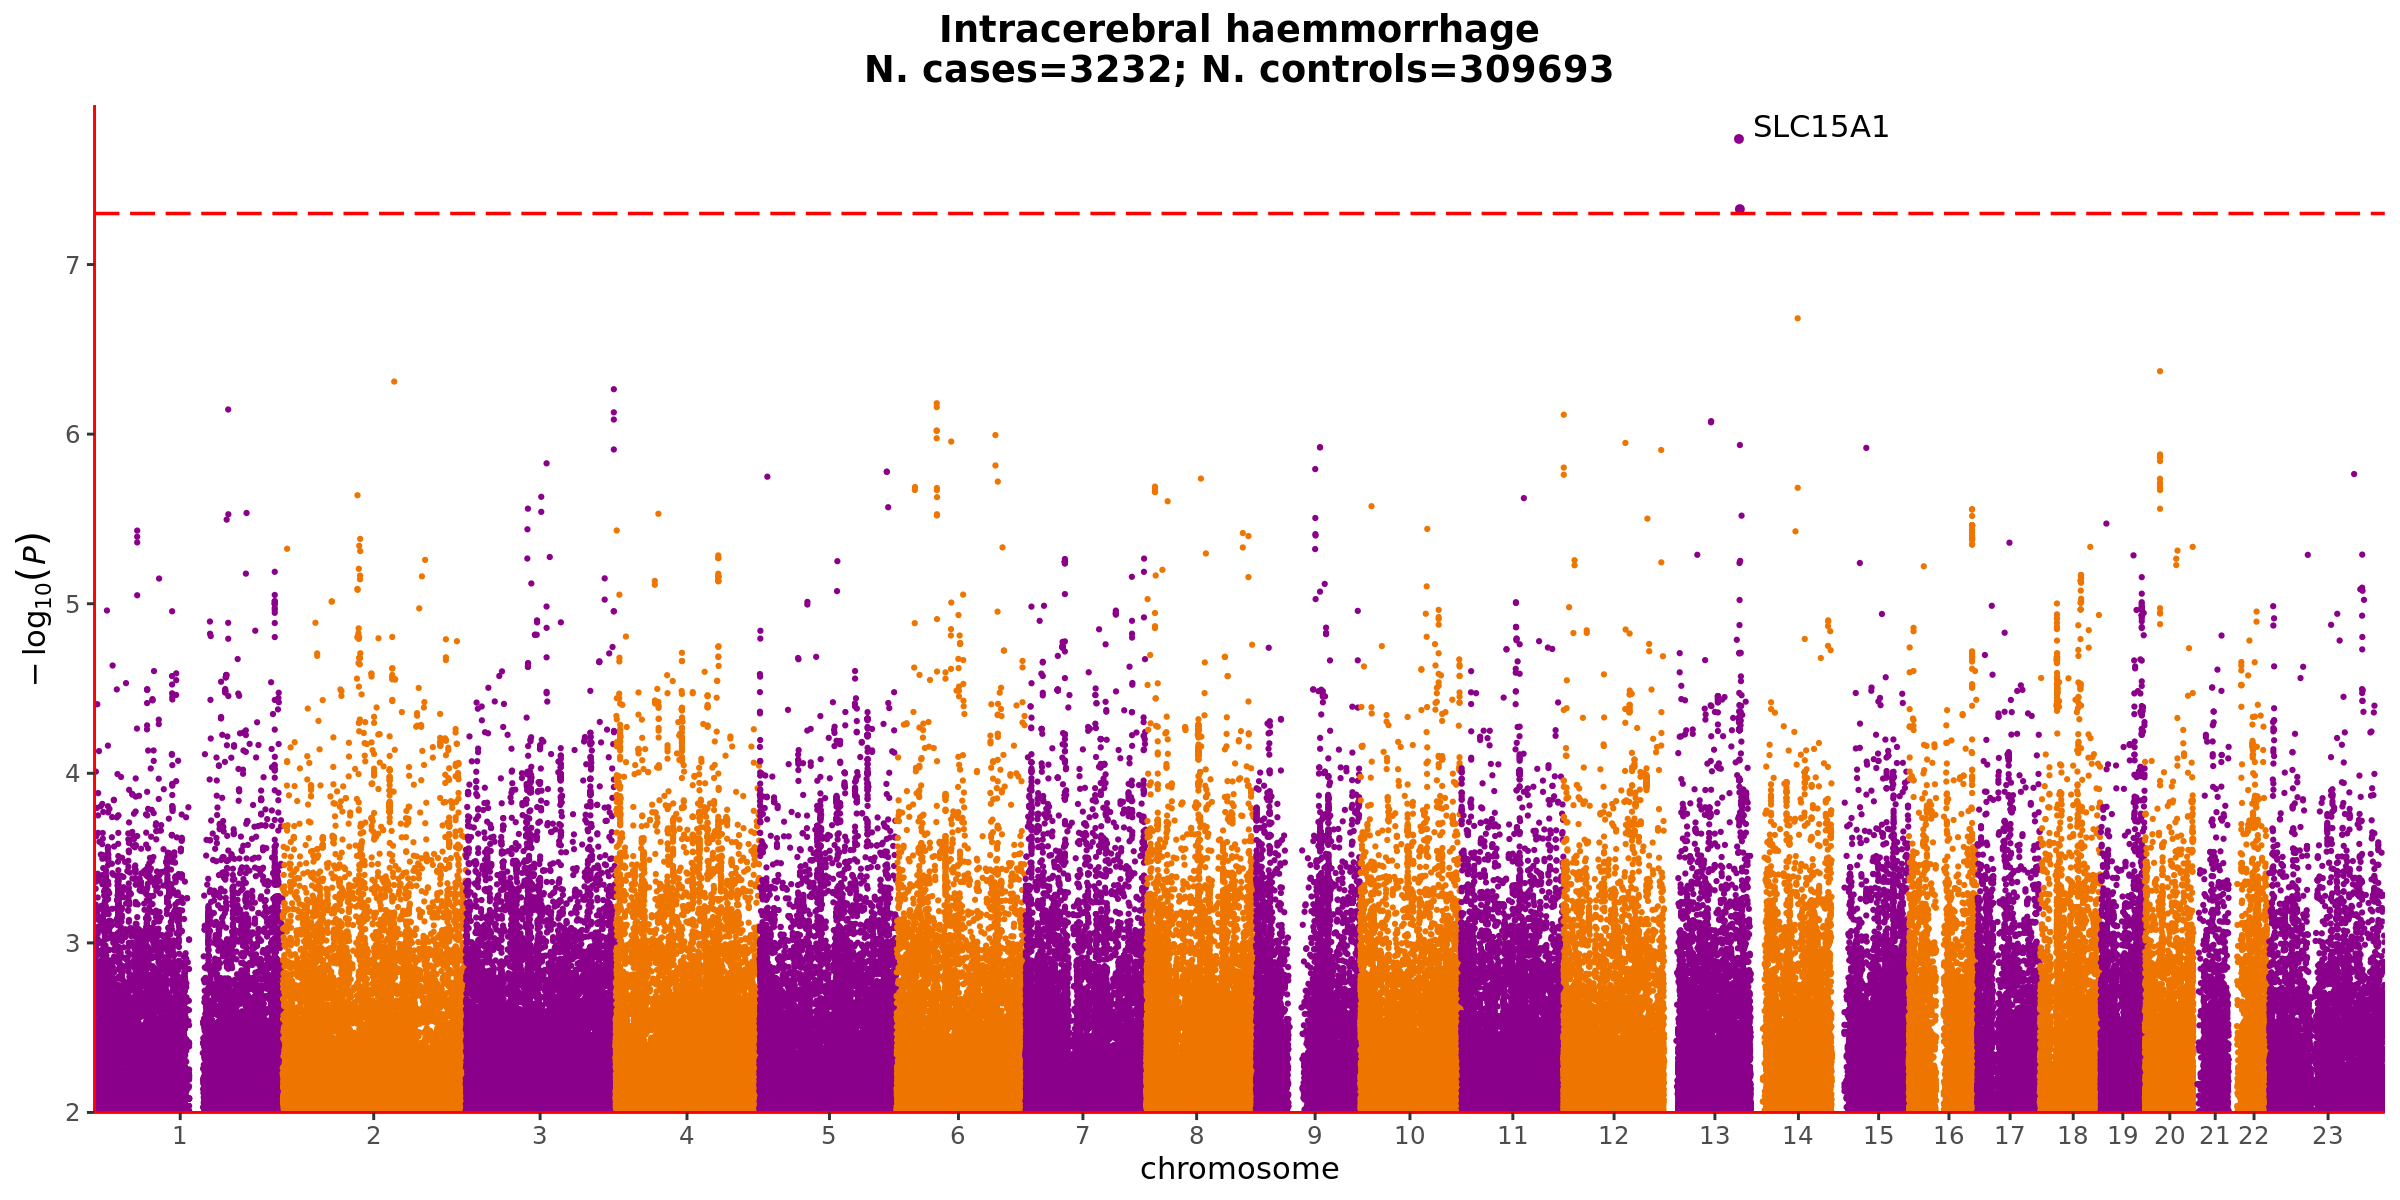 Intracerebral haemmorrhage
N. cases=3232; N. controls=309693
SLC15A1
7
6
5
4
3
2
−log10(P)
1 2 3 4 5 6 7 8 9 10 11 12 13 14 15 16 17 18 19 20 21 22 23
chromosome